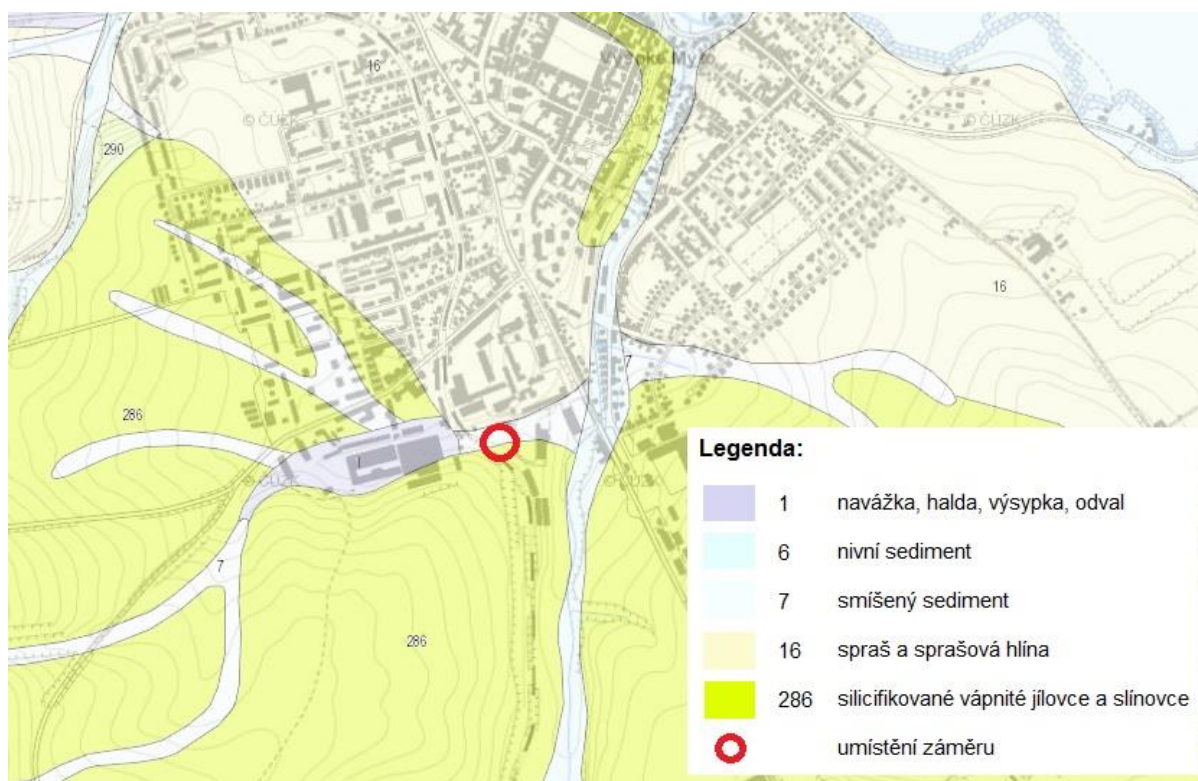 16
Vysoké Mýto
© ČÚZK
© ČÚZK
290
16
7
286
1
© ČÚZK
© ČÚZK
7
286
Legenda:
1 navážka, halda, výsypka, odval
6 nivní sediment
7 smíšený sediment
16 spraš a sprašová hlína
286 silicifikované vápnité jílovce a slínovce
umístění záměru